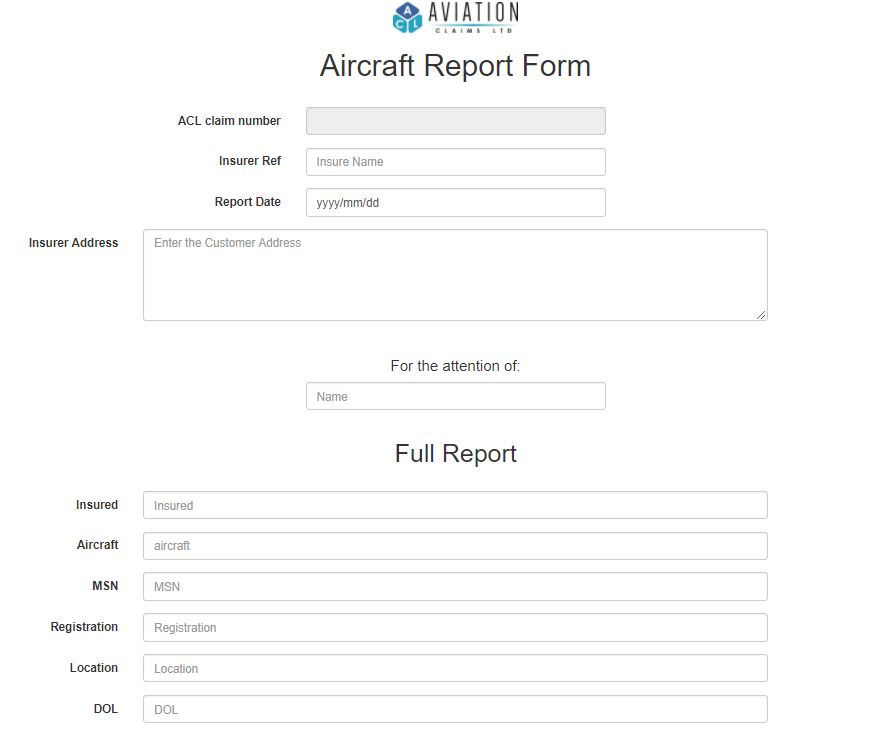 ACL AVIATION
CLAIMS LTD
Aircraft Report Form
ACL claim number
Insurer Ref Insure Name
Report Date yyyy/mm/dd
Insurer Address Enter the Customer Address
For the attention of:
Name
Full Report
Insured Insured
Aircraft aircraft
MSN MSN
Registration Registration
Location Location
DOL DOL